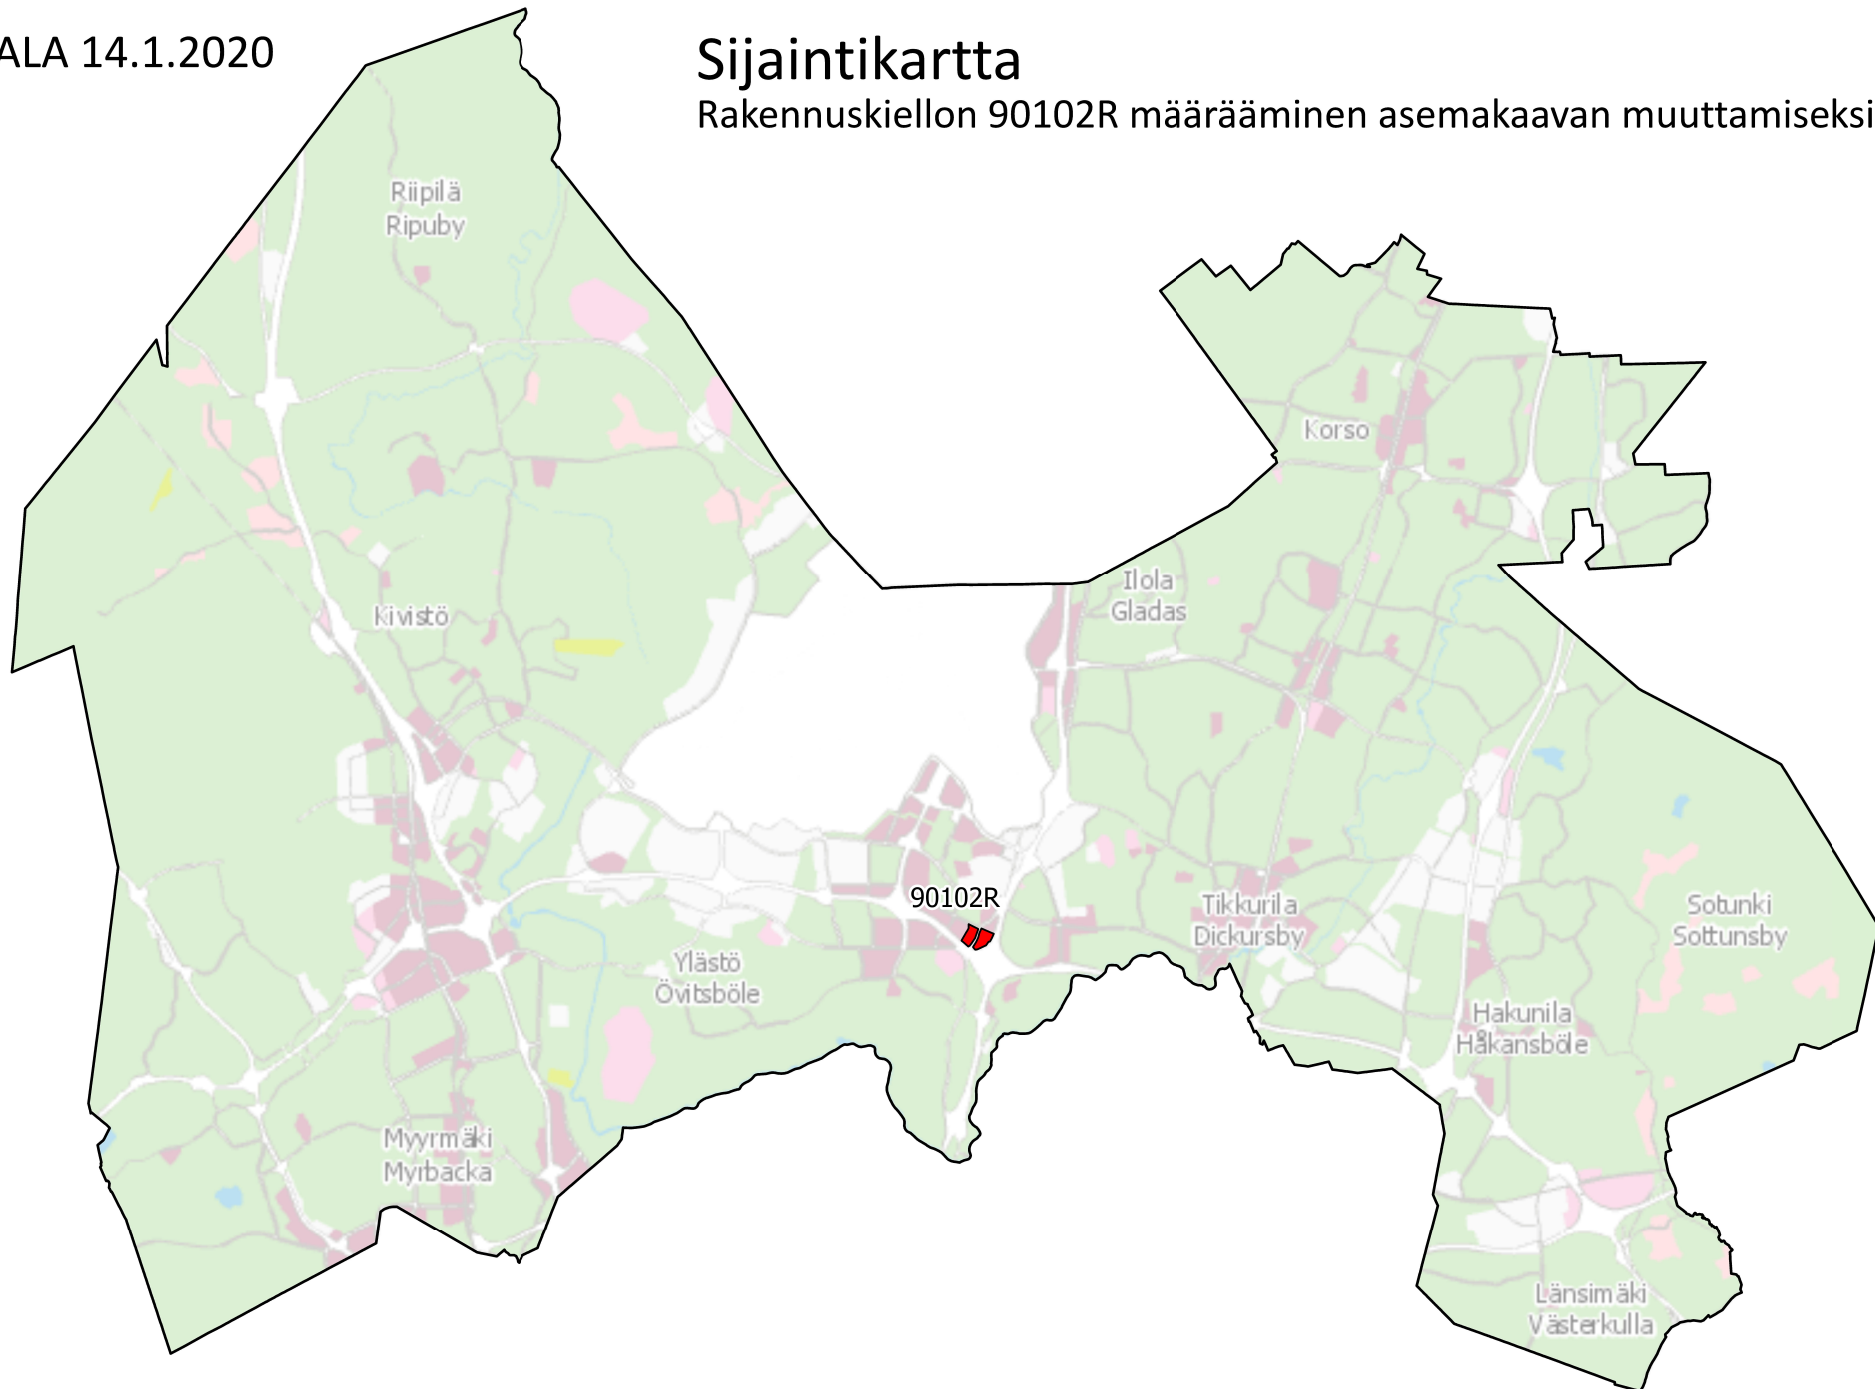 ALA 14.1.2020
Sijaintikartta
Rakennuskiellon 90102R määrääminen asemakaavan muuttamiseksi
Riipilä
Ripuby
Korso
Ilola
Gladas
Kivistö
90102R
Tikkurila
Dickursby
Sotunki
Sottunsby
Ylästö
Övitsböle
Hakunila
Håkansböle
Myyrmäki
Myrbacka
Länsimäki
Västerkulla